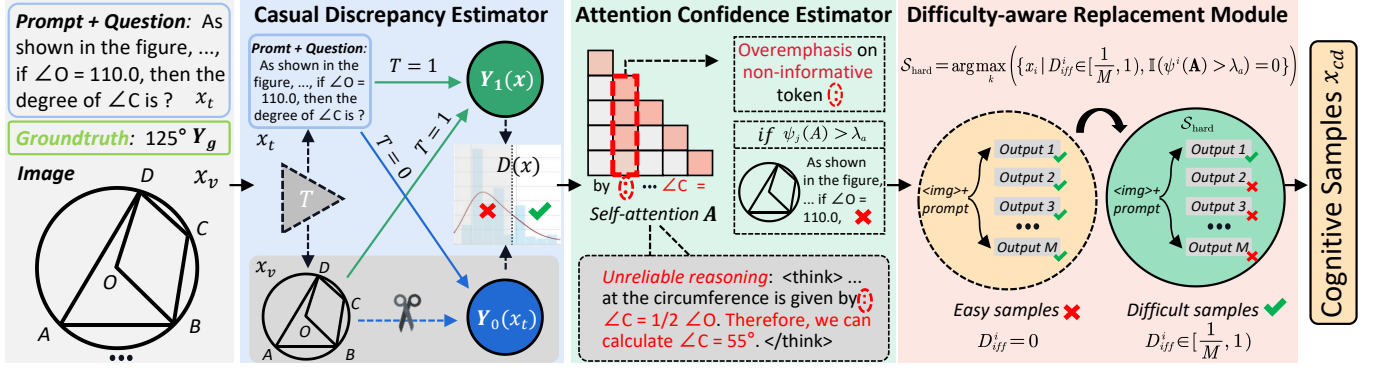 Prompt + Question: As
shown in the figure, ...,
if ∠O = 110.0, then the
degree of ∠C is ? x_t
Groundtruth: 125° Y_g
Image
x_v
D
C
O
A
B
...
Casual Discrepancy Estimator
Promt + Question:
As shown in the
figure, ..., if ∠O =
110.0, then the
degree of ∠C is ?
x_t
T
x_v
D
C
O
A
B
T = 1
T = 1
T = 0
Y_1(x)
D(x)
Y_0(x_t)
Attention Confidence Estimator
by : ... ∠C =
Self-attention A
Overemphasis on
non-informative
token :
if ψ_j(A) > λ_a
As shown
in the figure,
... if ∠O =
110.0,
Unreliable reasoning: <think> ...
at the circumference is given by :
∠C = 1/2 ∠O. Therefore, we can
calculate ∠C = 55°. </think>
Difficulty-aware Replacement Module
S_hard = argmax_k ({x_i | D^i_iff ∈ [1/M, 1), 𝕀(ψ^i(A) > λ_a) = 0})
<img>+
prompt
Output 1
Output 2
Output 3
...
Output M
Easy samples
D^i_iff = 0
S_hard
<img>+
prompt
Output 1
Output 2
Output 3
...
Output M
Difficult samples
D^i_iff ∈ [1/M, 1)
Cognitive Samples x_cd